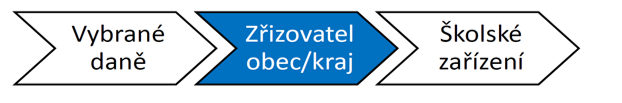 Vybrané
daně
Zřizovatel
obec/kraj
Školské
zařízení